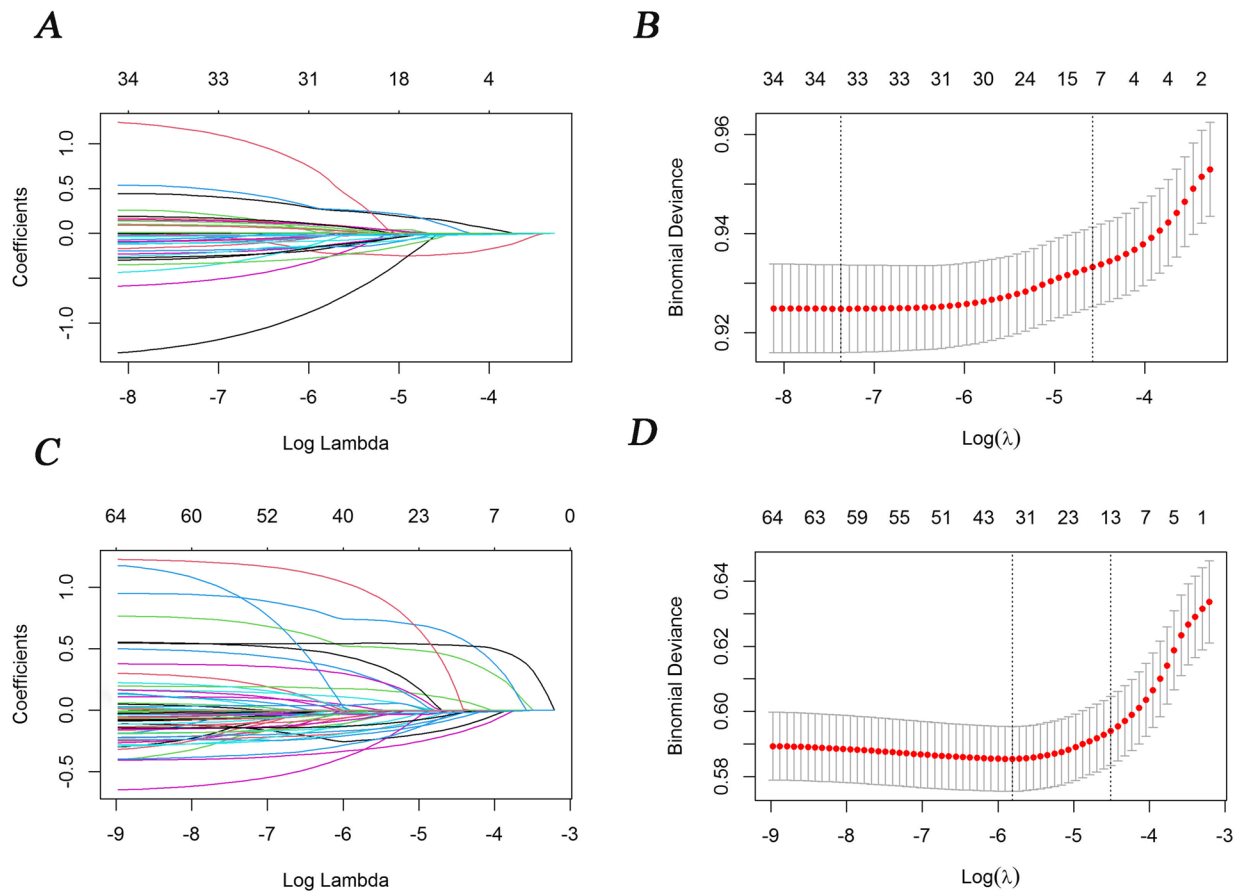 A
34 33 31 18 4
Coefficients
1.0
0.5
0.0
-1.0
-8 -7 -6 -5 -4
Log Lambda
B
34 34 33 33 31 30 24 15 7 4 4 2
Binomial Deviance
0.96
0.94
0.92
-8 -7 -6 -5 -4
Log(λ)
C
64 60 52 40 23 7 0
Coefficients
1.0
0.5
0.0
-0.5
-9 -8 -7 -6 -5 -4 -3
Log Lambda
D
64 63 59 55 51 43 31 23 13 7 5 1
Binomial Deviance
0.64
0.62
0.60
0.58
-9 -8 -7 -6 -5 -4 -3
Log(λ)